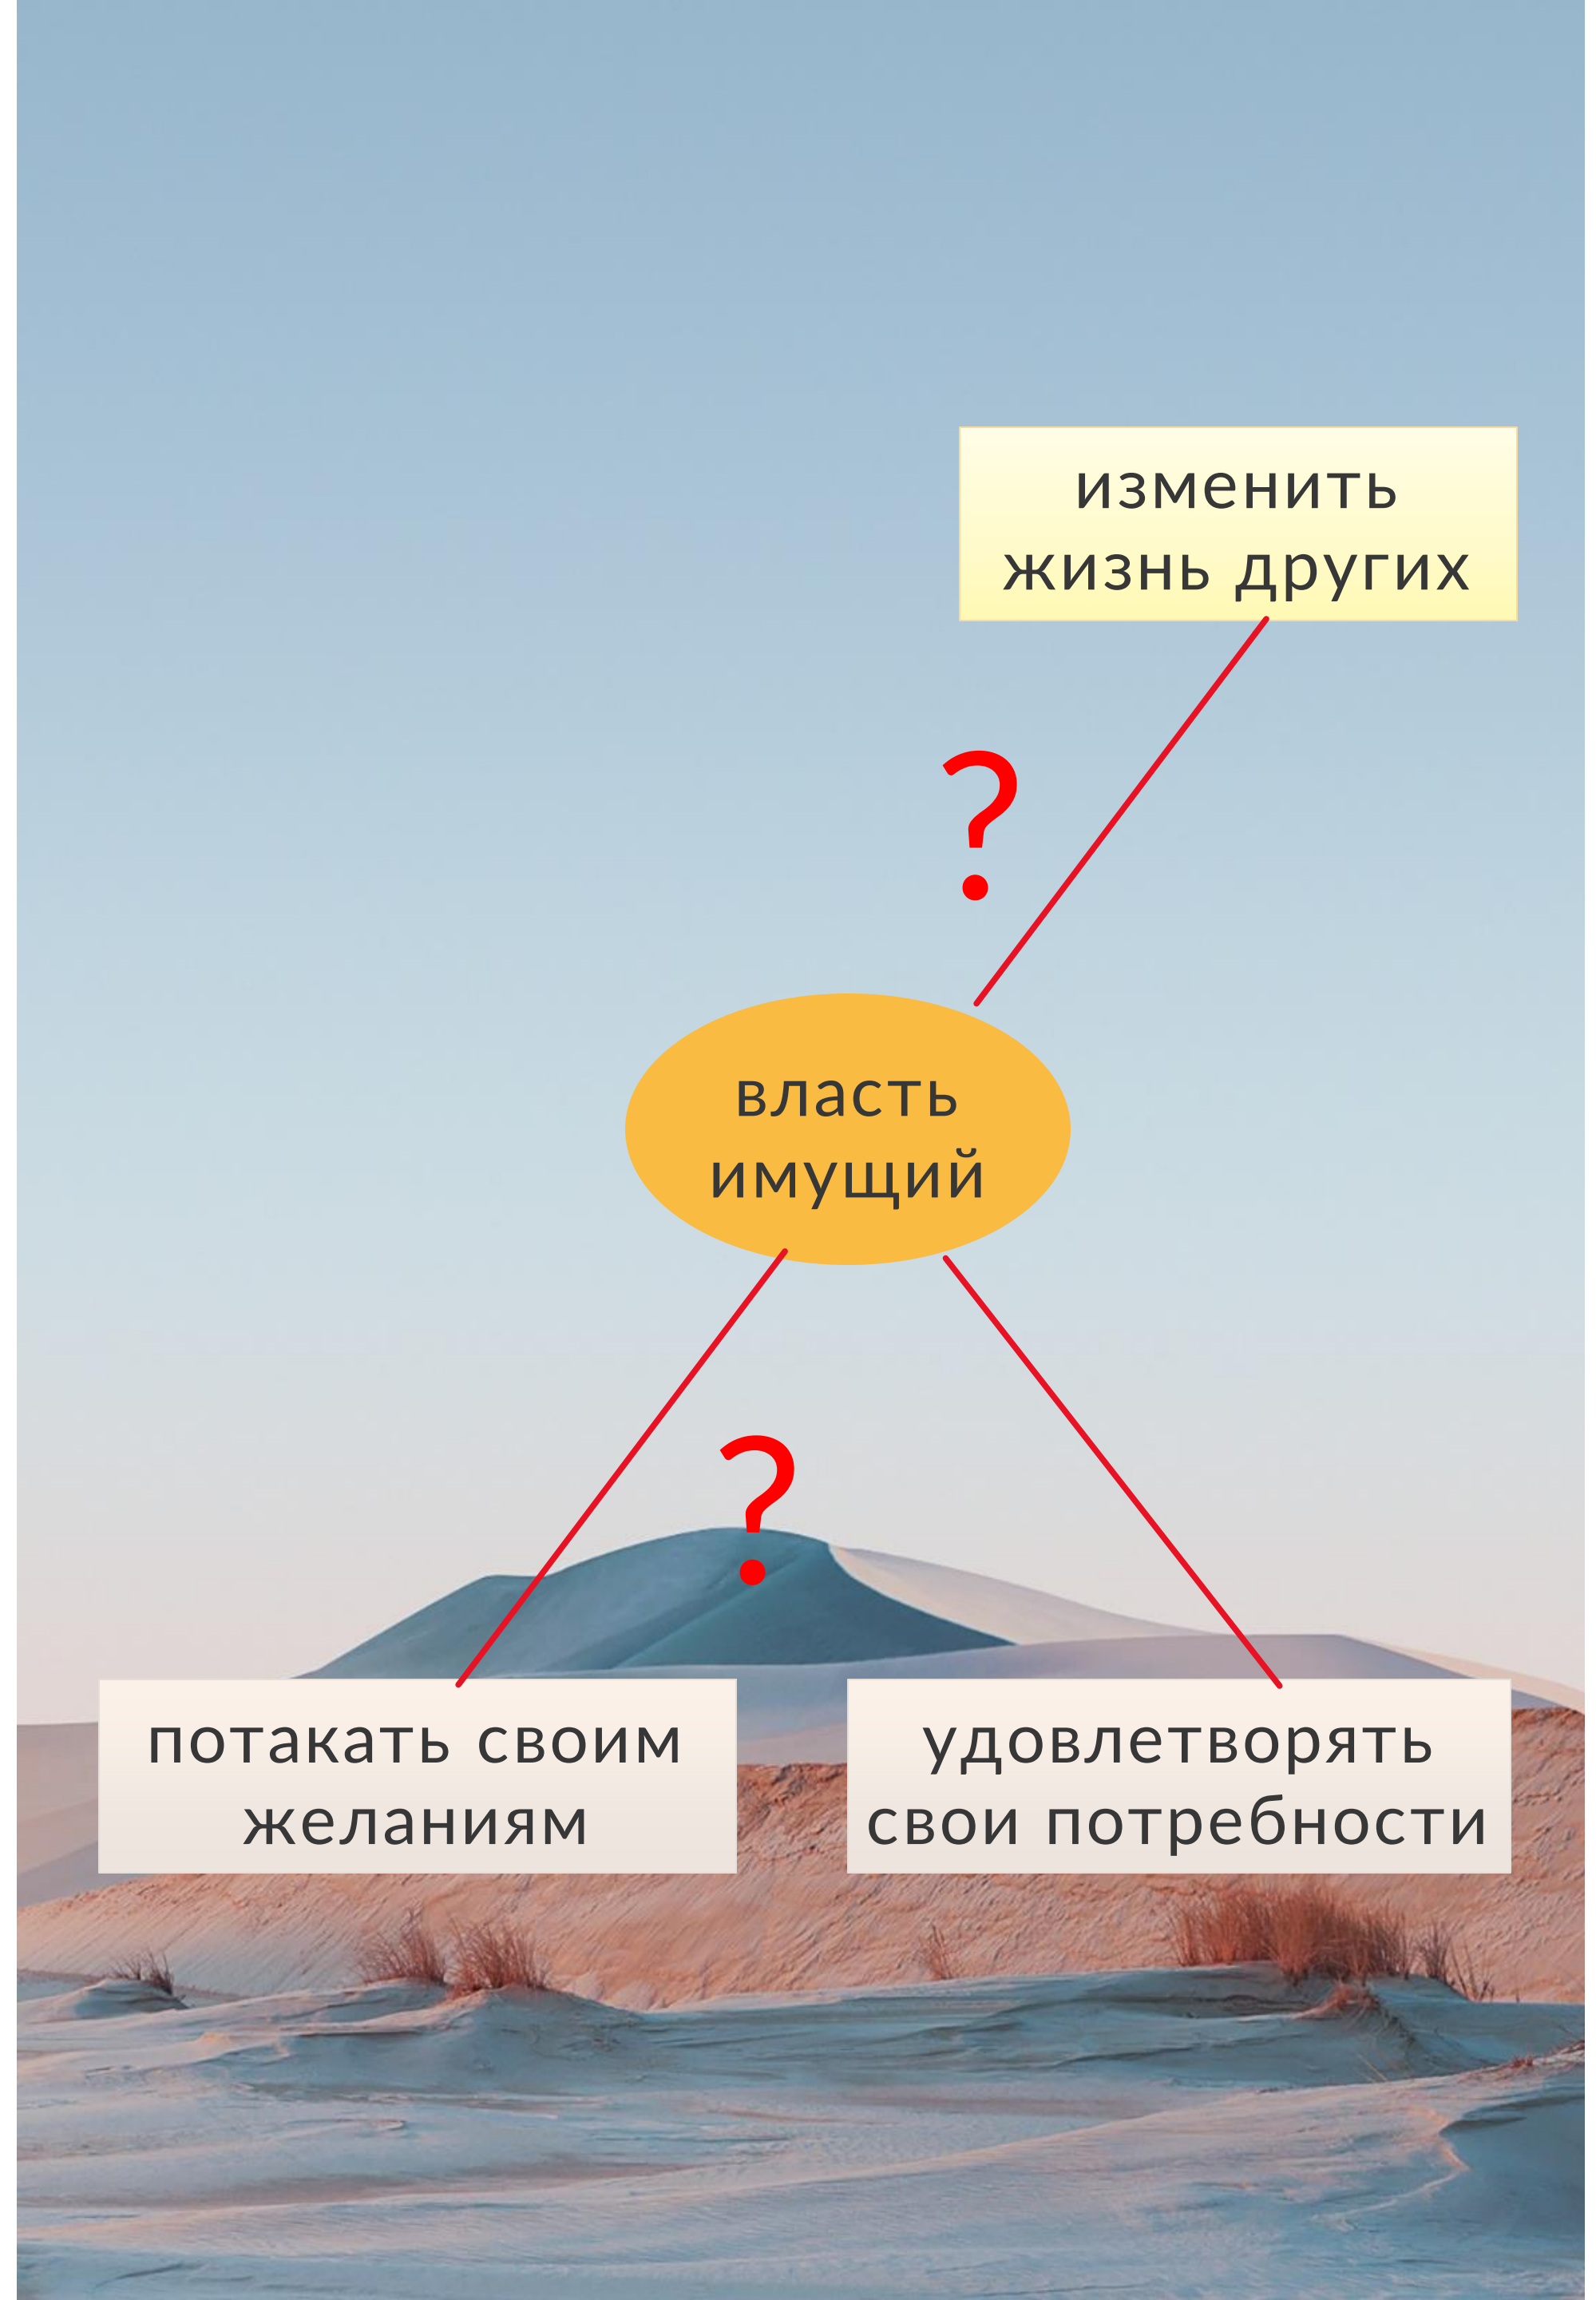 изменить
жизнь других
?
власть
имущий
?
потакать своим
желаниям
удовлетворять
свои потребности